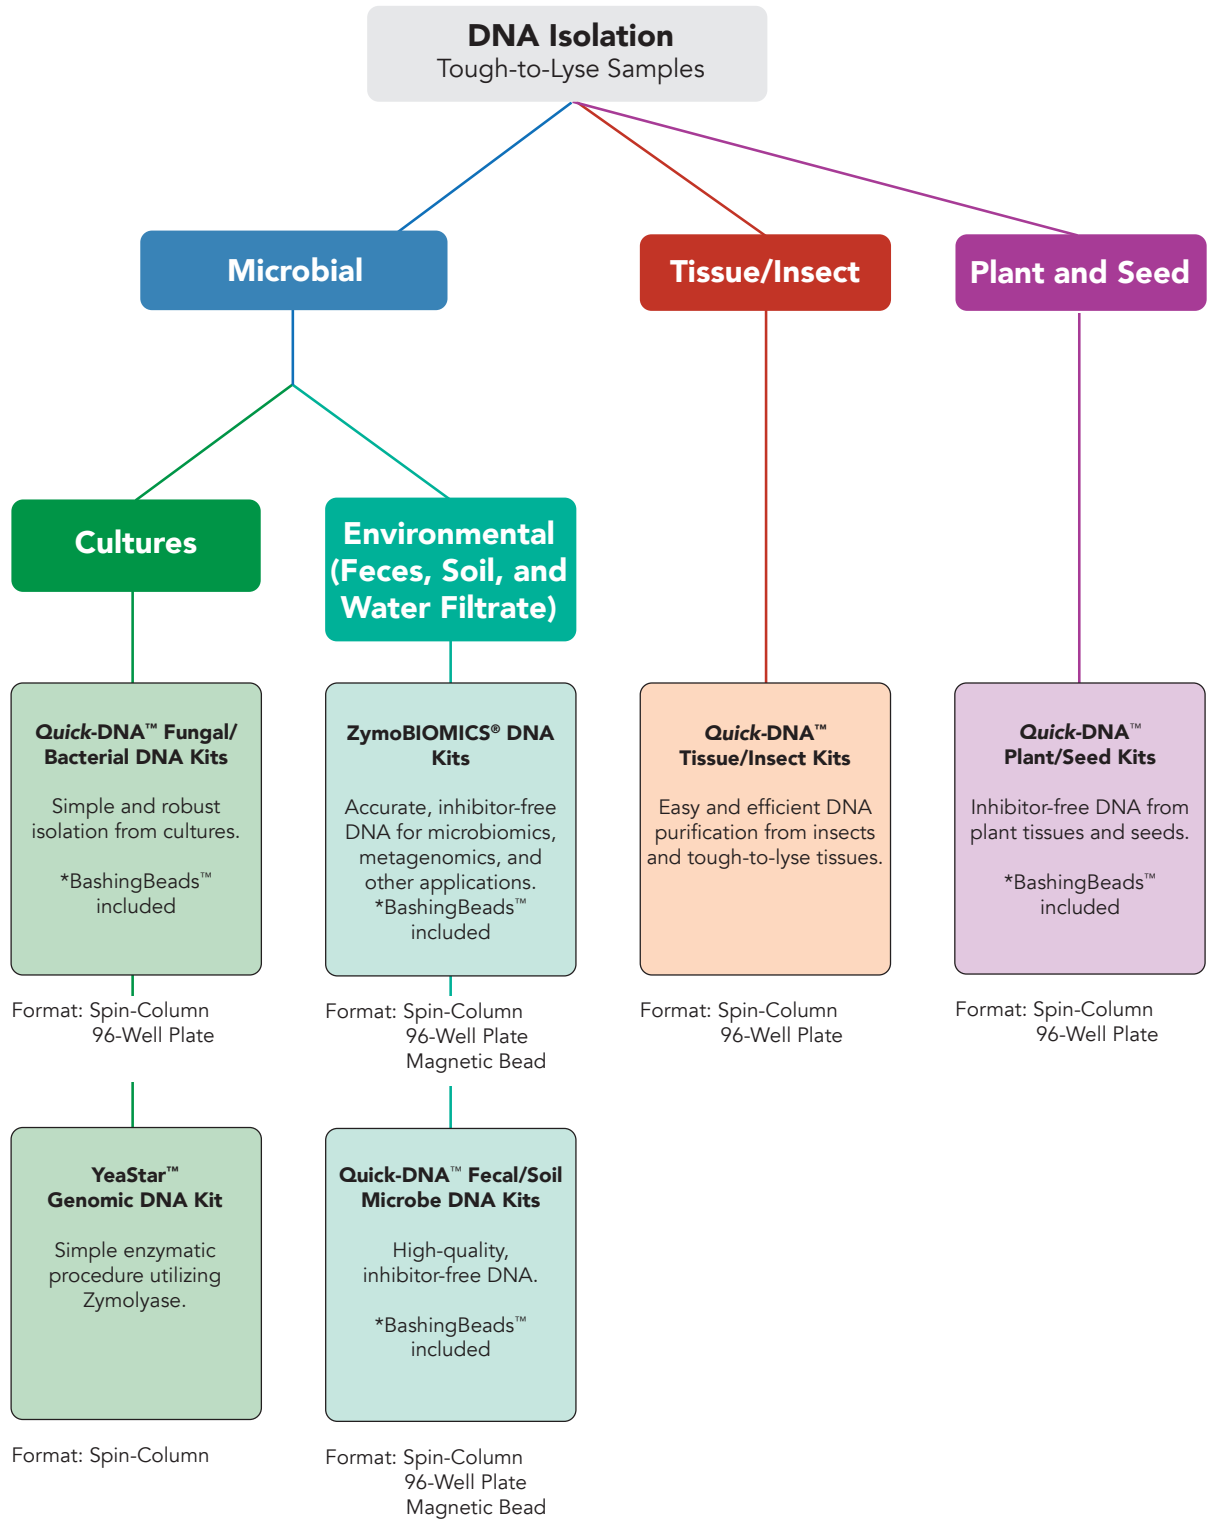 DNA Isolation
Tough-to-Lyse Samples
Microbial
Tissue/Insect
Plant and Seed
Cultures
Environmental
(Feces, Soil, and
Water Filtrate)
Quick-DNA™ Fungal/
Bacterial DNA Kits
Simple and robust
isolation from cultures.
*BashingBeads™
included
Format: Spin-Column
96-Well Plate
ZymoBIOMICS® DNA
Kits
Accurate, inhibitor-free
DNA for microbiomics,
metagenomics, and
other applications.
*BashingBeads™
included
Format: Spin-Column
96-Well Plate
Magnetic Bead
Quick-DNA™
Tissue/Insect Kits
Easy and efficient DNA
purification from insects
and tough-to-lyse tissues.
Format: Spin-Column
96-Well Plate
Quick-DNA™
Plant/Seed Kits
Inhibitor-free DNA from
plant tissues and seeds.
*BashingBeads™
included
Format: Spin-Column
96-Well Plate
YeaStar™
Genomic DNA Kit
Simple enzymatic
procedure utilizing
Zymolyase.
Format: Spin-Column
Quick-DNA™ Fecal/Soil
Microbe DNA Kits
High-quality,
inhibitor-free DNA.
*BashingBeads™
included
Format: Spin-Column
96-Well Plate
Magnetic Bead